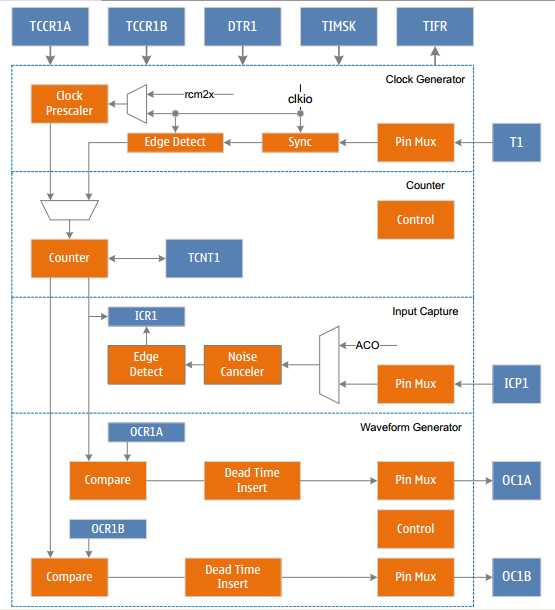 TCCR1A
TCCR1B
DTR1
TIMSK
TIFR
Clock Generator
Clock
Prescaler
rcm2x
clkio
Edge Detect
Sync
Pin Mux
T1
Counter
Control
Counter
TCNT1
Input Capture
ICR1
ACO
Edge
Detect
Noise
Canceler
Pin Mux
ICP1
Waveform Generator
OCR1A
Compare
Dead Time
Insert
Pin Mux
OC1A
OCR1B
Control
Compare
Dead Time
Insert
Pin Mux
OC1B